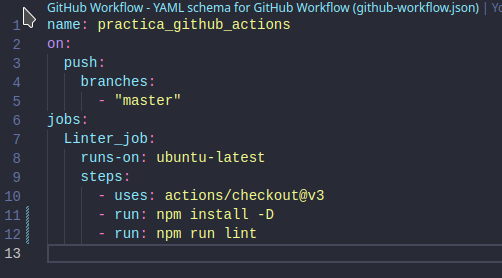 GitHub Workflow - YAML schema for GitHub Workflow (github-workflow.json) |
1 name: practica_github_actions
2 on:
3 push:
4 branches:
5 - "master"
6 jobs:
7 Linter_job:
8 runs-on: ubuntu-latest
9 steps:
10 - uses: actions/checkout@v3
11 - run: npm install -D
12 - run: npm run lint
13